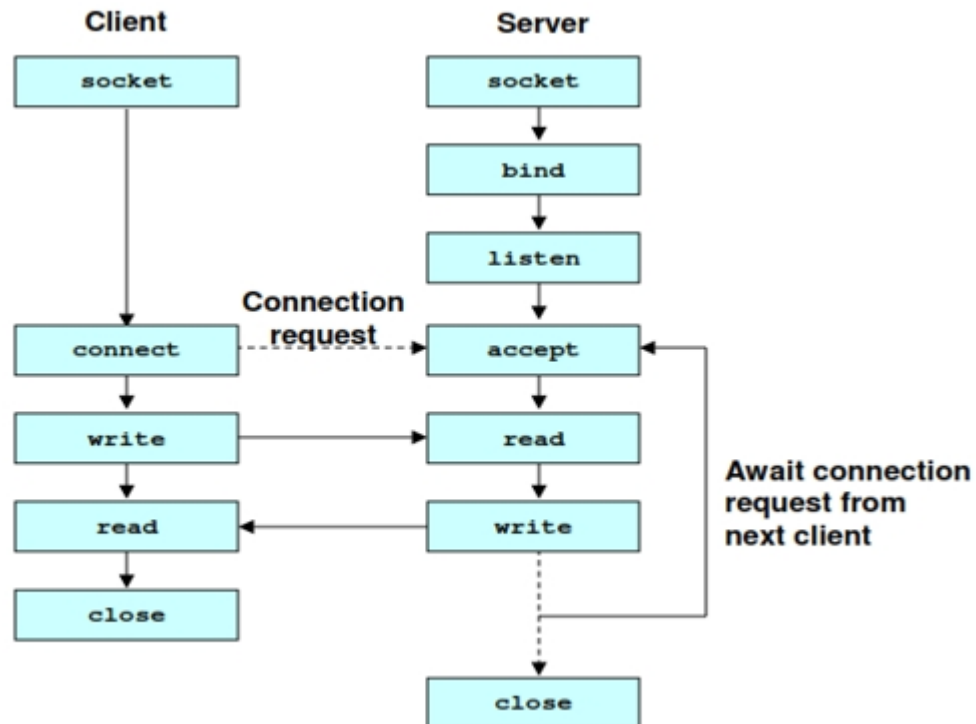 Client
Server
socket
socket
bind
listen
Connection
request
connect
accept
write
read
Await connection
request from
next client
read
write
close
close